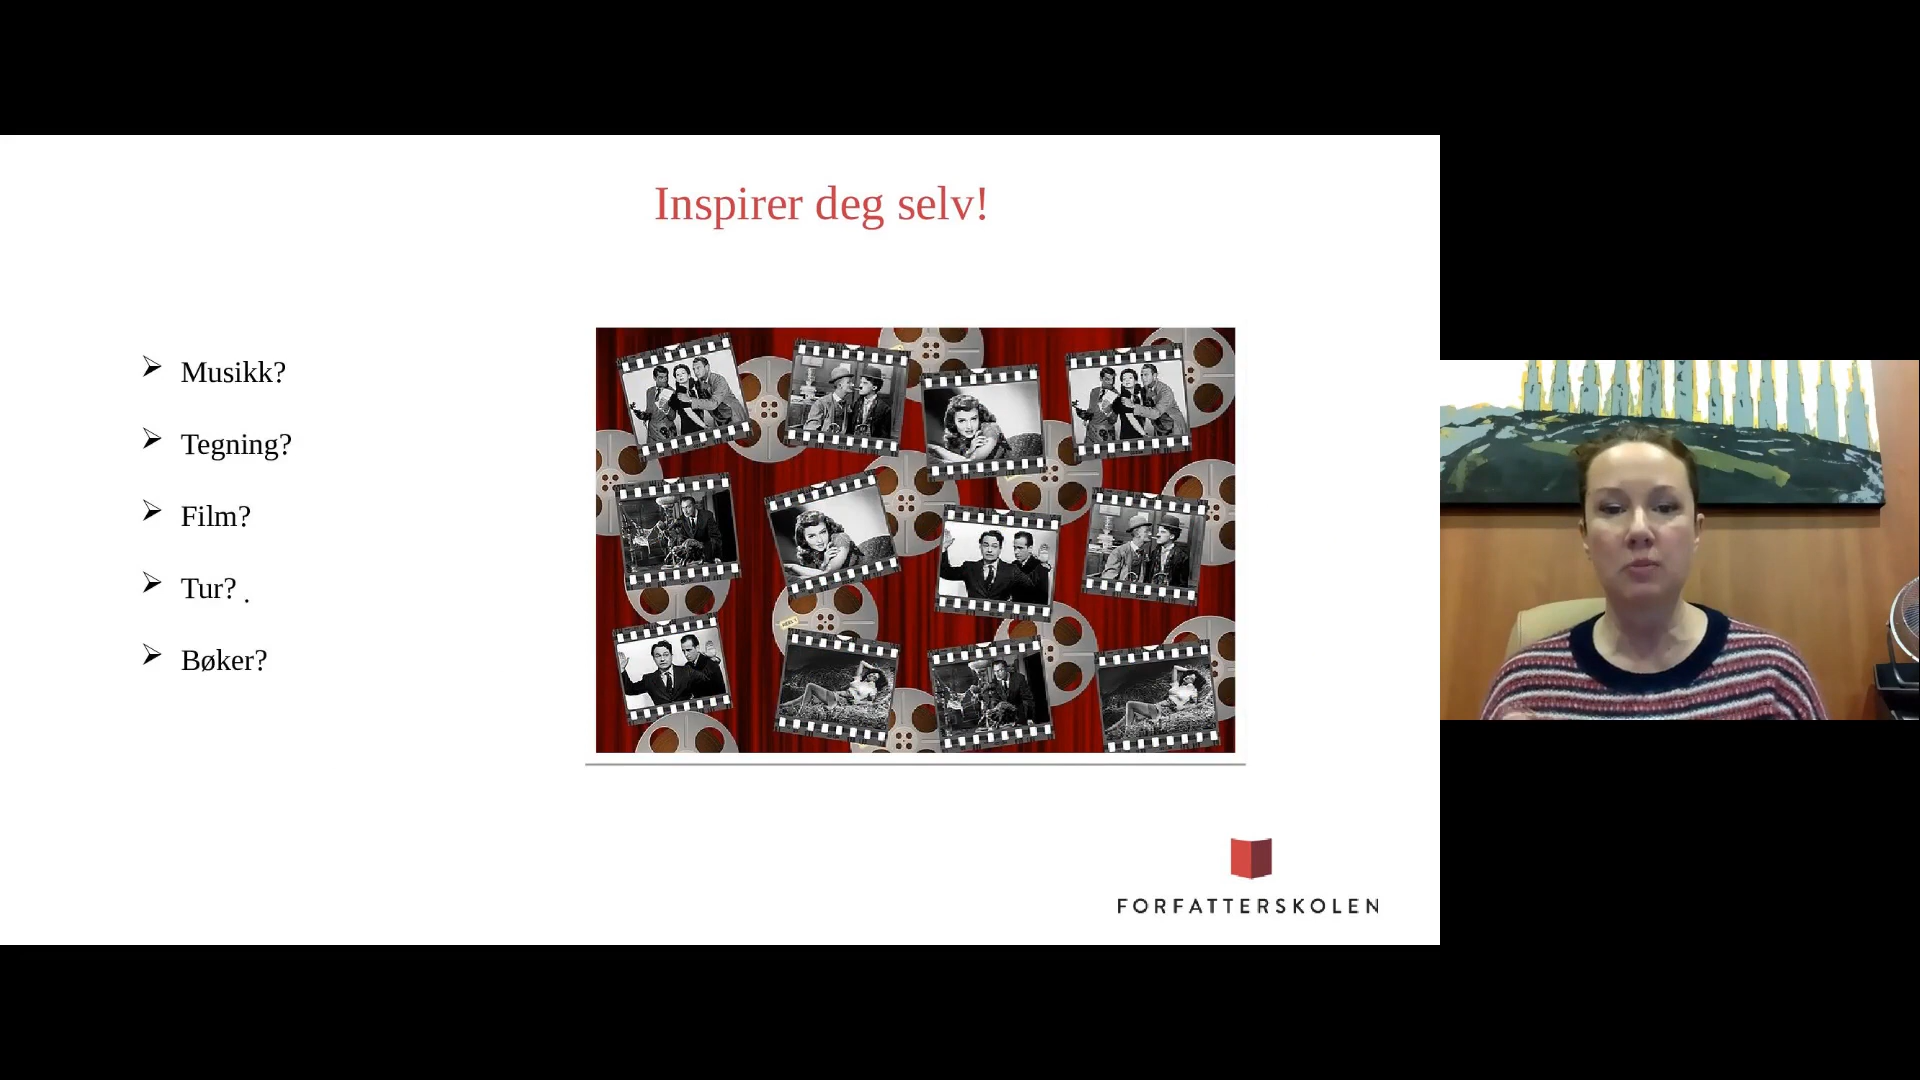 Inspirer deg selv!
Musikk?
Tegning?
Film?
Tur? .
Bøker?
FORFATTERSKOLEN